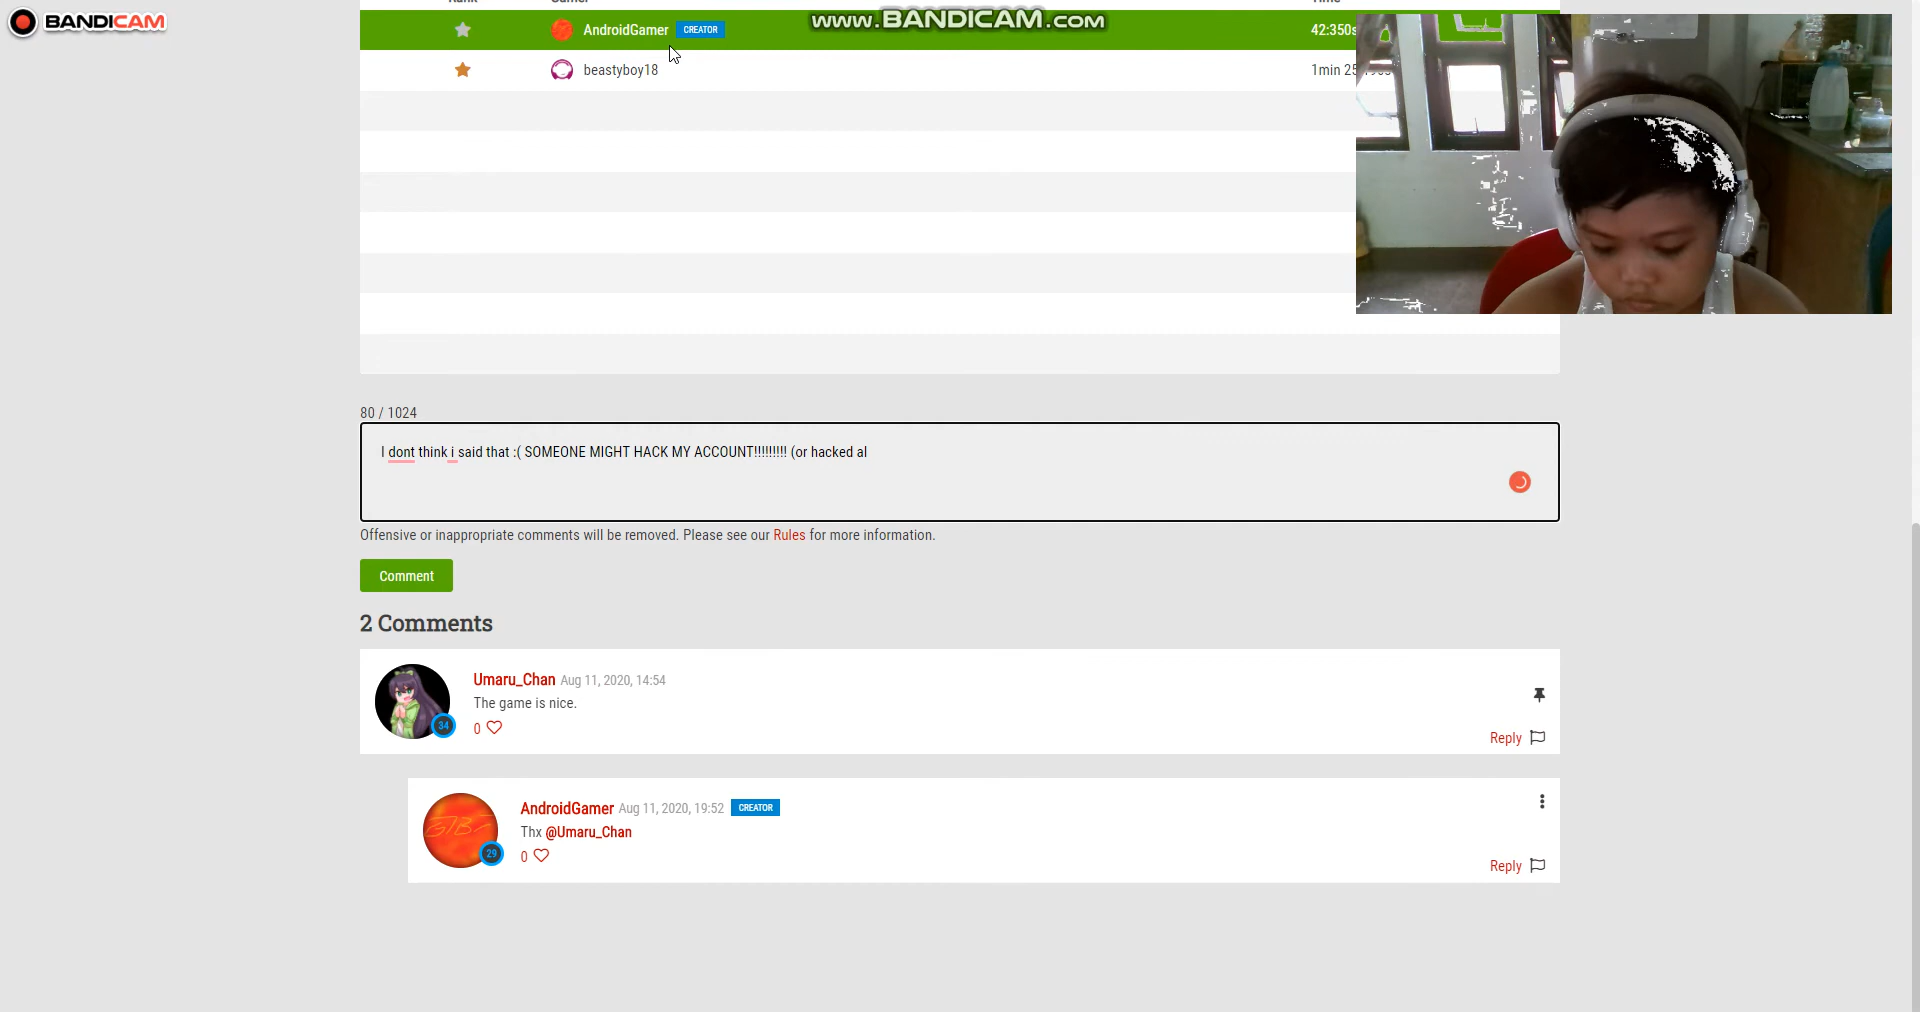 BANDICAM
www.BANDICAM.com
AndroidGamer CREATOR 42:350s
beastyboy18 1min 25
80 / 1024
I dont think i said that :( SOMEONE MIGHT HACK MY ACCOUNT!!!!!!!!! (or hacked al
Offensive or inappropriate comments will be removed. Please see our Rules for more information.
Comment
2 Comments
Umaru_Chan Aug 11, 2020, 14:54
The game is nice.
34
0
Reply
AndroidGamer Aug 11, 2020, 19:52 CREATOR
Thx @Umaru_Chan
29
0
Reply